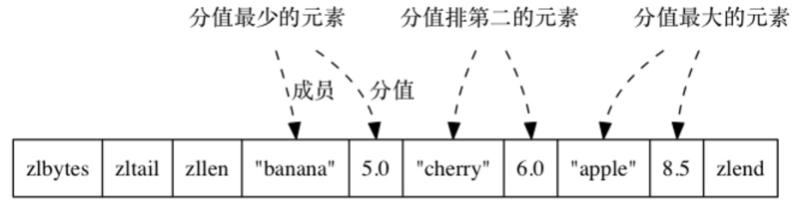 分值最少的元素 分值排第二的元素 分值最大的元素
成员 分值
zlbytes zltail zllen "banana" 5.0 "cherry" 6.0 "apple" 8.5 zlend